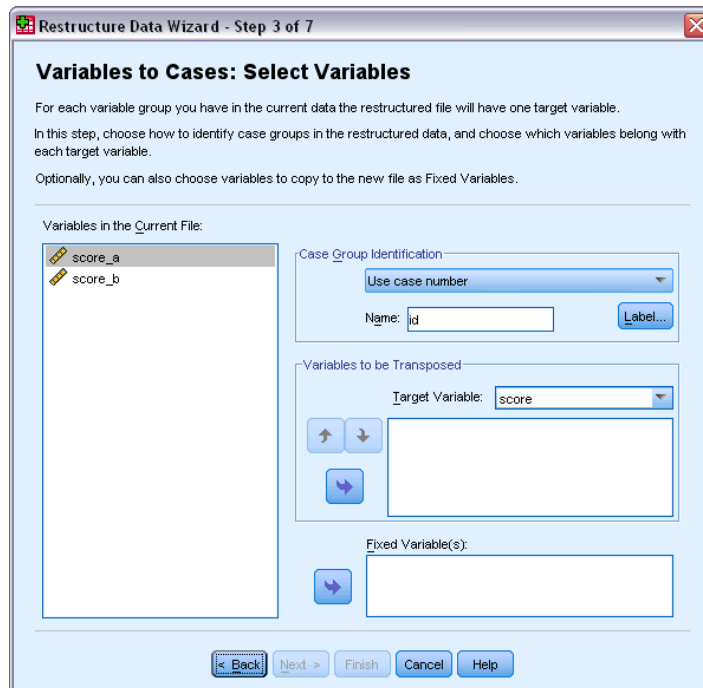 Restructure Data Wizard - Step 3 of 7
Variables to Cases: Select Variables
For each variable group you have in the current data the restructured file will have one target variable.
In this step, choose how to identify case groups in the restructured data, and choose which variables belong with
each target variable.
Optionally, you can also choose variables to copy to the new file as Fixed Variables.
Variables in the Current File:
score_a
score_b
Case Group Identification
Use case number
Name: id
Label...
Variables to be Transposed
Target Variable: score
Fixed Variable(s):
< Back Next > Finish Cancel Help